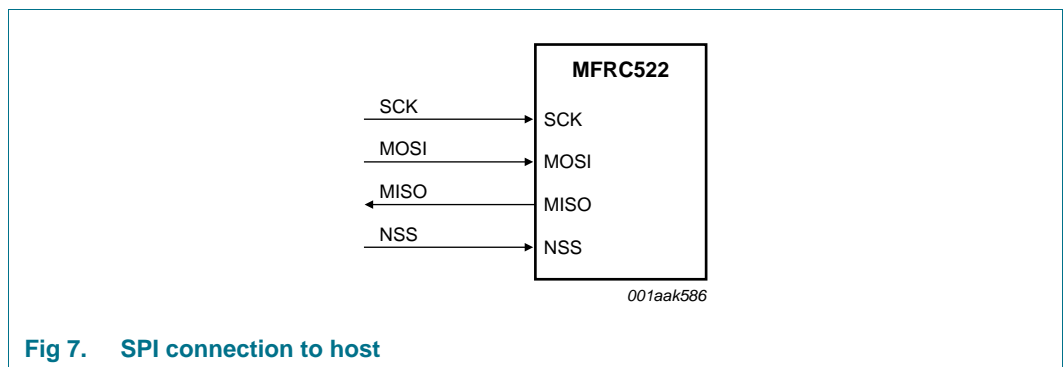 MFRC522
SCK SCK
MOSI MOSI
MISO MISO
NSS NSS
001aak586
Fig 7. SPI connection to host